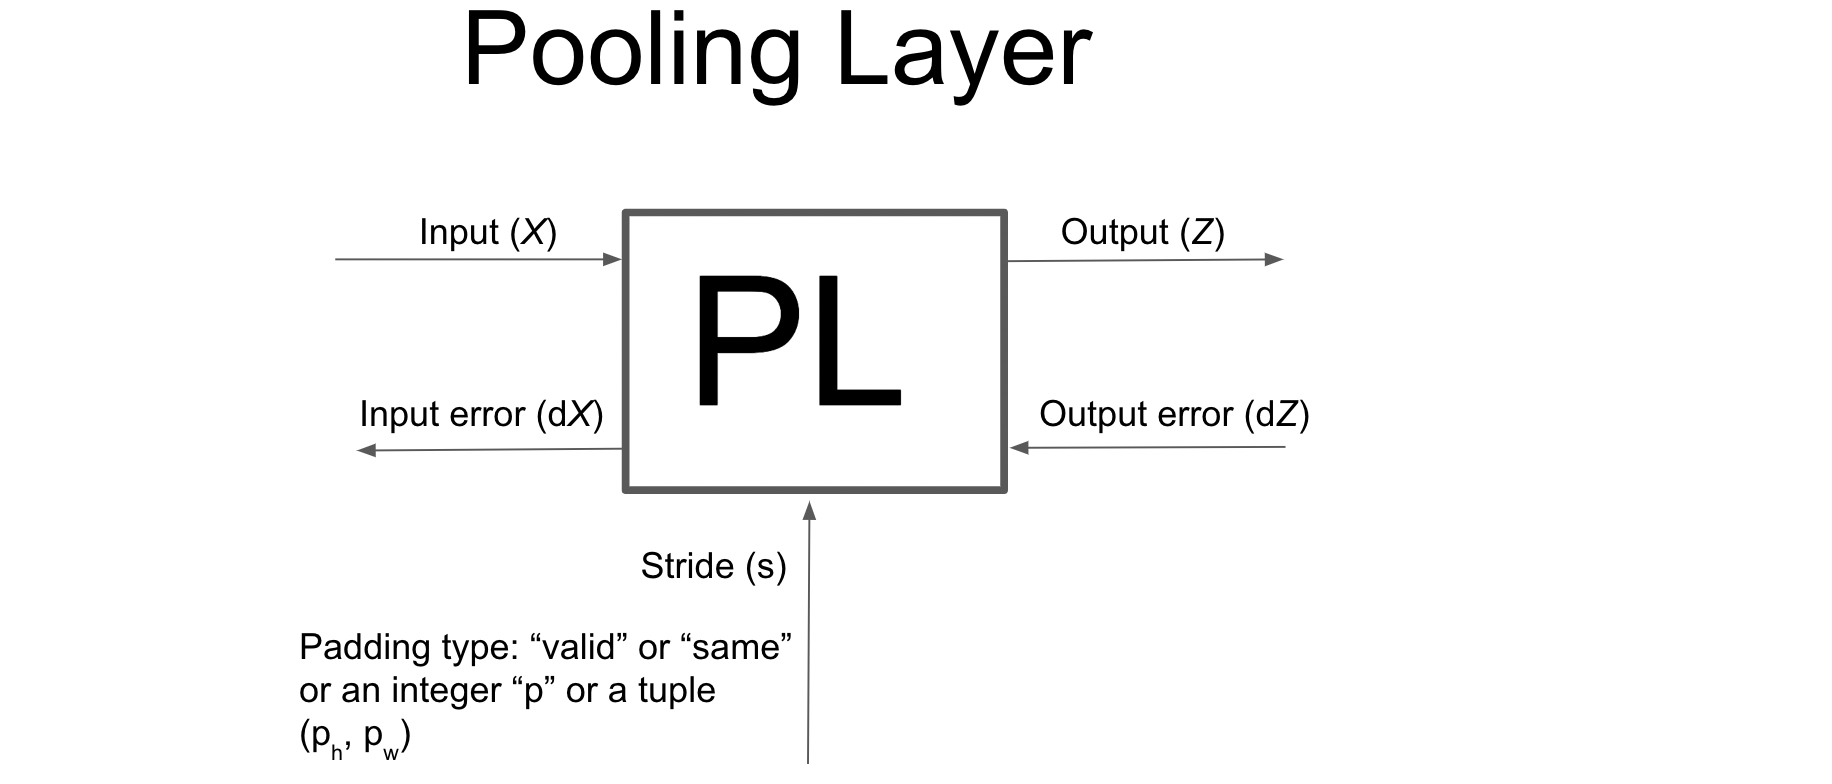 Pooling Layer
Input (X)
Output (Z)
PL
Input error (dX)
Output error (dZ)
Stride (s)
Padding type: “valid” or “same”
or an integer “p” or a tuple
(pₕ, p_w)